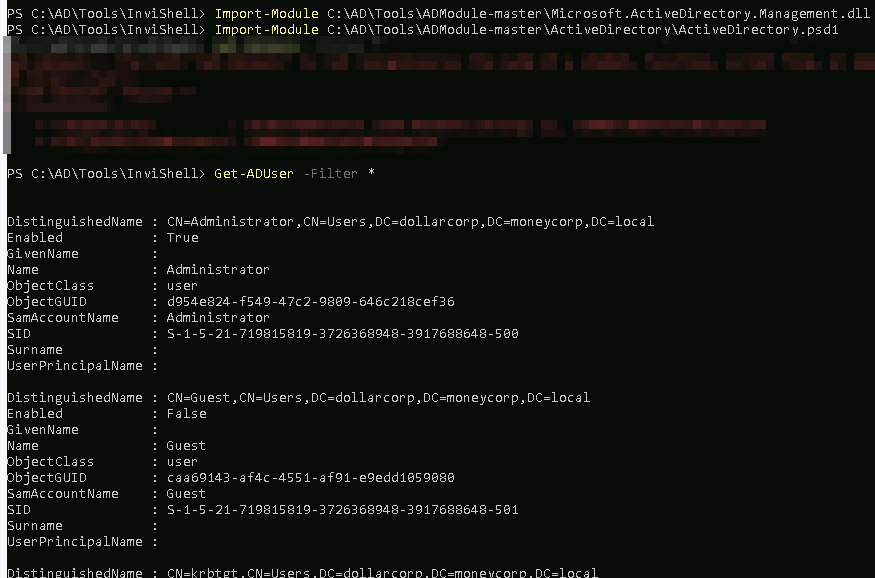 PS C:\AD\Tools\InviShell> Import-Module C:\AD\Tools\ADModule-master\Microsoft.ActiveDirectory.Management.dll
PS C:\AD\Tools\InviShell> Import-Module C:\AD\Tools\ADModule-master\ActiveDirectory\ActiveDirectory.psd1
PS C:\AD\Tools\InviShell> Get-ADUser -Filter *
DistinguishedName : CN=Administrator,CN=Users,DC=dollarcorp,DC=moneycorp,DC=local
Enabled           : True
GivenName         :
Name              : Administrator
ObjectClass       : user
ObjectGUID        : d954e824-f549-47c2-9809-646c218cef36
SamAccountName    : Administrator
SID               : S-1-5-21-719815819-3726368948-3917688648-500
Surname           :
UserPrincipalName :
DistinguishedName : CN=Guest,CN=Users,DC=dollarcorp,DC=moneycorp,DC=local
Enabled           : False
GivenName         :
Name              : Guest
ObjectClass       : user
ObjectGUID        : caa69143-af4c-4551-af91-e9edd1059080
SamAccountName    : Guest
SID               : S-1-5-21-719815819-3726368948-3917688648-501
Surname           :
UserPrincipalName :
DistinguishedName : CN=krbtgt,CN=Users,DC=dollarcorp,DC=moneycorp,DC=local